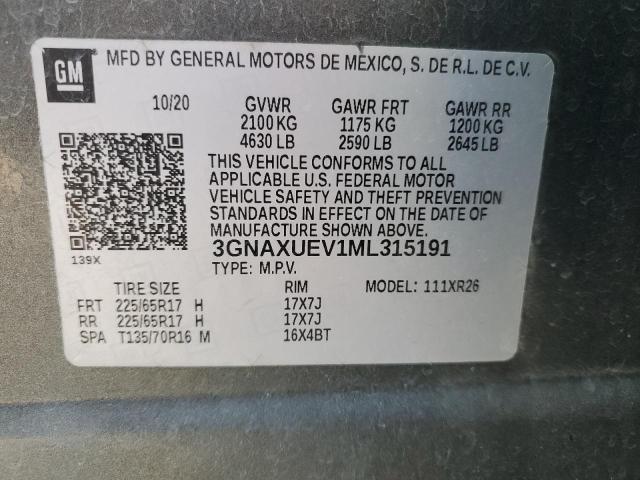 GM
MFD BY GENERAL MOTORS DE MEXICO, S. DE R.L. DE C.V.
10/20 GVWR GAWR FRT GAWR RR
2100 KG 1175 KG 1200 KG
4630 LB 2590 LB 2645 LB
THIS VEHICLE CONFORMS TO ALL
APPLICABLE U.S. FEDERAL MOTOR
VEHICLE SAFETY AND THEFT PREVENTION
STANDARDS IN EFFECT ON THE DATE
OF MANUFACTURE SHOWN ABOVE.
139X 3GNAXUEV1ML315191
TYPE: M.P.V.
TIRE SIZE RIM MODEL: 111XR26
FRT 225/65R17 H 17X7J
RR 225/65R17 H 17X7J
SPA T135/70R16 M 16X4BT